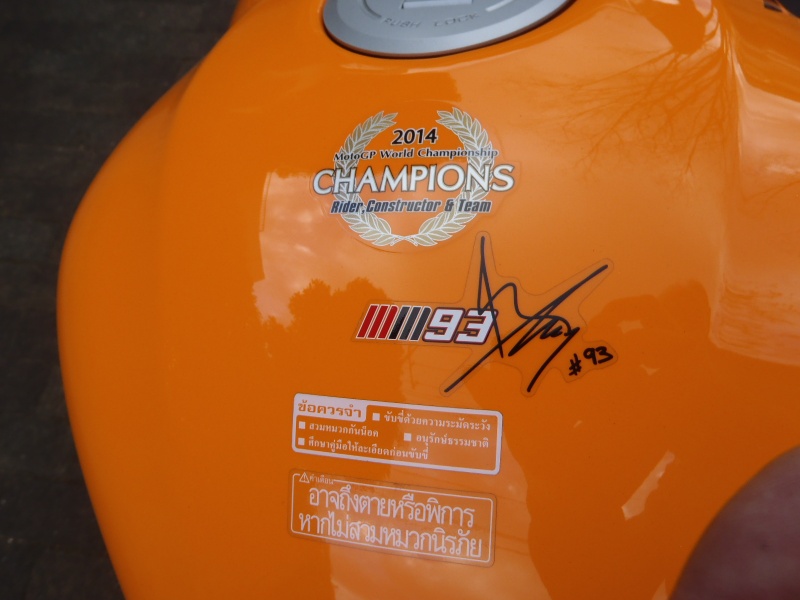 PUSH LOCK
2014
MotoGP World Championship
CHAMPIONS
Rider, Constructor & Team
93
#93
ข้อควรจำ
■ ขับขี่ด้วยความระมัดระวัง
■ สวมหมวกกันน็อค ■ อนุรักษ์ธรรมชาติ
■ ศึกษาคู่มือให้ละเอียดก่อนขับขี่
คำเตือน
อาจถึงตายหรือพิการ
หากไม่สวมหมวกนิรภัย